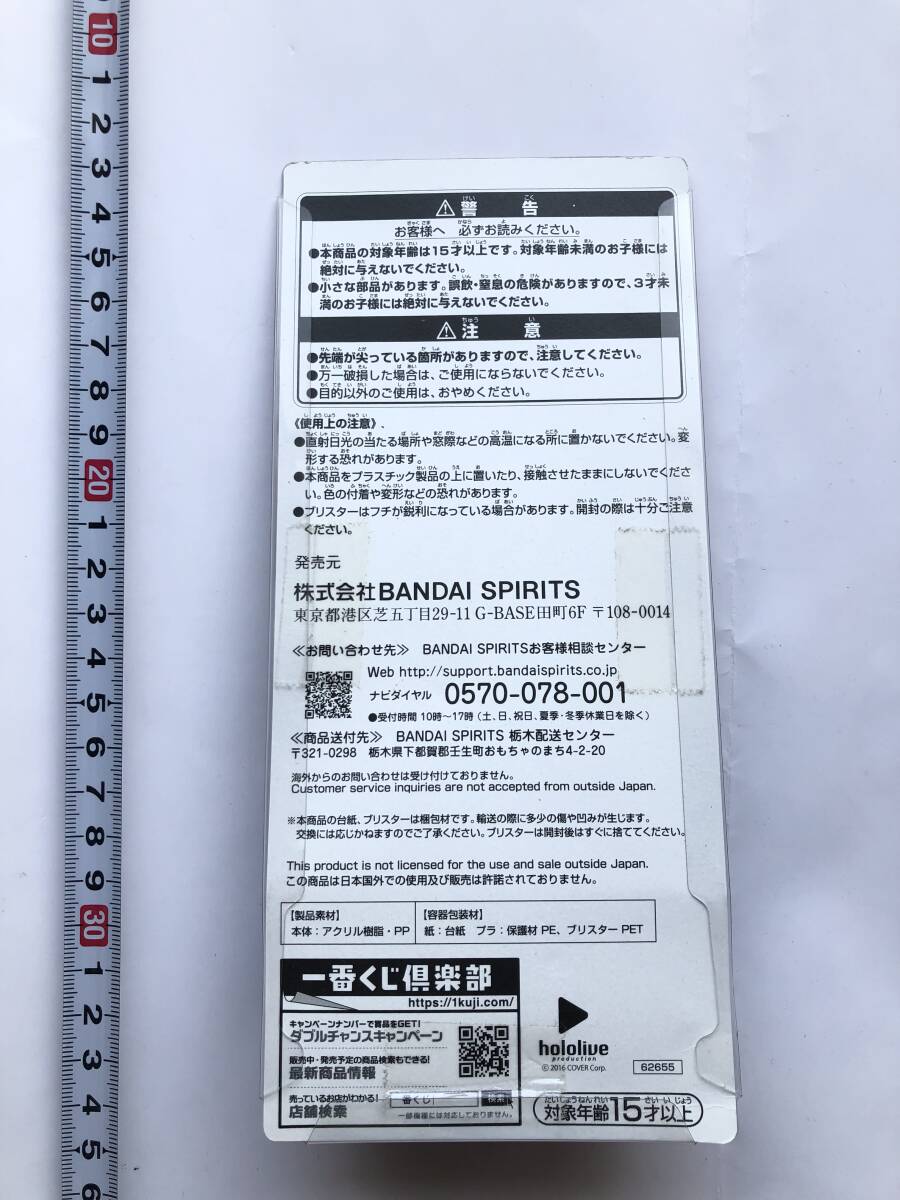 10
1
2
3
4
5
6
7
8
9
20
1
2
3
4
5
6
7
8
9
30
1
2
3
4
5
6
⚠警告
お客様へ 必ずお読みください。
●本商品の対象年齢は15才以上です。対象年齢未満のお子様には
絶対に与えないでください。
●小さな部品があります。誤飲・窒息の危険がありますので、3才未
満のお子様には絶対に与えないでください。
⚠注意
●先端が尖っている箇所がありますので、注意してください。
●万一破損した場合は、ご使用にならないでください。
●目的以外のご使用は、おやめください。
《使用上の注意》
●直射日光の当たる場所や窓際などの高温になる所に置かないでください。変
形する恐れがあります。
●本商品をプラスチック製品の上に置いたり、接触させたままにしないでくださ
い。色の付着や変形などの恐れがあります。
●ブリスターはフチが鋭利になっている場合があります。開封の際は十分ご注意
ください。
発売元
株式会社BANDAI SPIRITS
東京都港区芝五丁目29-11 G-BASE田町6F 〒108-0014
≪お問い合わせ先≫ BANDAI SPIRITSお客様相談センター
Web http://support.bandaispirits.co.jp
ナビダイヤル 0570-078-001
●受付時間 10時〜17時(土、日、祝日、夏季・冬季休業日を除く)
≪商品送付先≫ BANDAI SPIRITS 栃木配送センター
〒321-0298 栃木県下都賀郡壬生町おもちゃのまち4-2-20
海外からのお問い合わせは受け付けておりません。
Customer service inquiries are not accepted from outside Japan.
※本商品の台紙、ブリスターは梱包材です。輸送の際に多少の傷や凹みが生じます。
交換には応じかねますのでご了承ください。ブリスターは開封後はすぐに捨ててください。
This product is not licensed for the use and sale outside Japan.
この商品は日本国外での使用及び販売は許諾されておりません。
【製品素材】
本体:アクリル樹脂・PP
【容器包装材】
紙:台紙 プラ:保護材 PE、ブリスター PET
一番くじ倶楽部
https://1kuji.com/
キャンペーンナンバーで賞品をGET!
ダブルチャンスキャンペーン
販売中・発売予定の商品検索もできる!
最新商品情報
売っているお店がわかる!
店舗検索
一番くじ 検索
一部機種には対応しておりません。
hololive
production
© 2016 COVER Corp.
62655
対象年齢15才以上